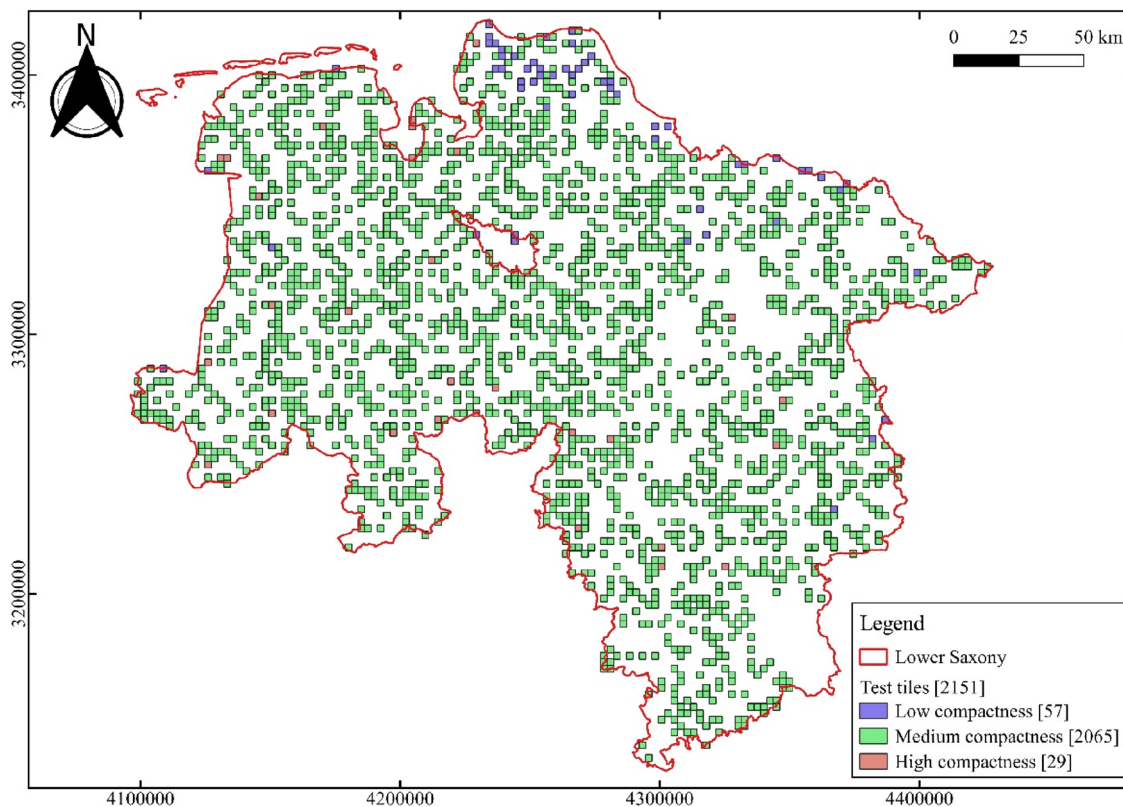 N
0 25 50 km
3400000
3300000
3200000
Legend
Lower Saxony
Test tiles [2151]
Low compactness [57]
Medium compactness [2065]
High compactness [29]
4100000 4200000 4300000 4400000